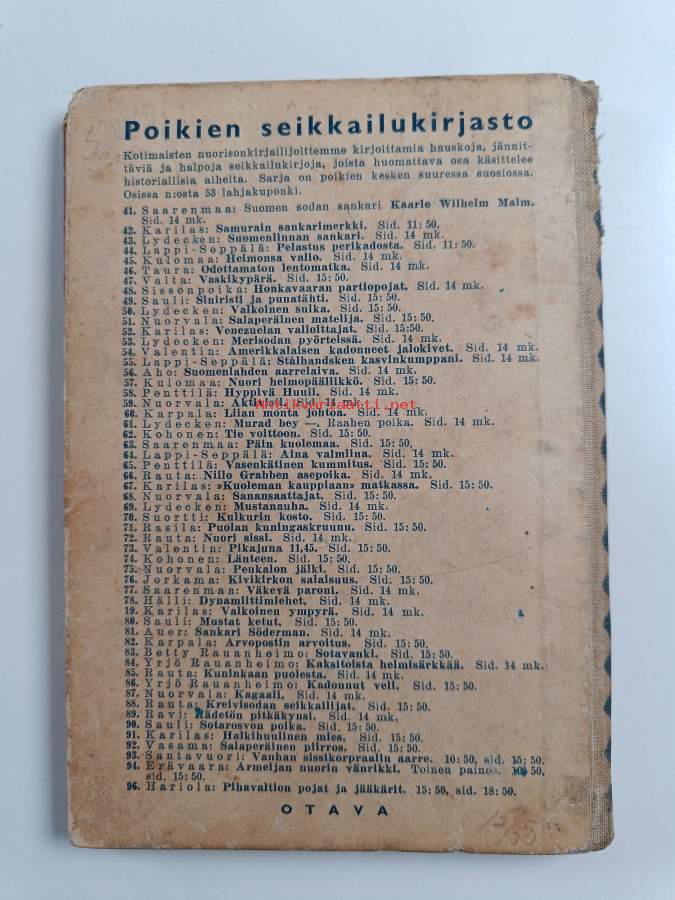 Poikien seikkailukirjasto
Kotimaisten nuorisonkirjailijoittemme kirjoittamia hauskoja, jännit-
täviä ja halpoja seikkailukirjoja, joista huomattava osa käsittelee
historiallisia aiheita. Sarja on poikien kesken suuressa suosiossa.
Osissa n:osta 53 lahjakuponki.
41. Saarenmaa: Suomen sodan sankari Kaarle Wilhelm Malm.
Sid. 14 mk.
42. Karilas: Samurain sankarimerkki. Sid. 11:50.
43. Lydecken: Suomenlinnan sankari. Sid. 14 mk.
44. Lappi-Seppälä: Pelastus perikadosta. Sid. 11:50.
45. Kulomaa: Heimonsa valio. Sid. 14 mk.
46. Taura: Odottamaton lentomatka. Sid. 14 mk.
47. Valta: Vaskikypärä. Sid. 15:50.
48. Sissonpoika: Honkavaaran partiopojat. Sid. 14 mk.
49. Sauli: Siniristi ja punatähti. Sid. 15:50.
50. Lydecken: Valkoinen sulka. Sid. 15:50.
51. Nuorvala: Salaperäinen matelija. Sid. 14 mk.
52. Karilas: Venezuelan valloittajat. Sid. 15:50.
53. Lydecken: Merisodan pyörteissä. Sid. 14 mk.
54. Valentin: Amerikkalaisen kadonneet jalokivet. Sid. 14 mk.
55. Lappi-Seppälä: Stålhandsken kasvinkumppani. Sid. 14 mk.
56. Aho: Suomenlahden aarrelaiva. Sid. 14 mk.
57. Kulomaa: Nuori heimopäällikkö. Sid. 15:50.
58. Penttilä: Hyppivä Huuli. Sid. 14 mk.
59. Nuorvala: Sid. 14 mk.
Antikvariaatti.net
60. Karpala: Liian monta johtoa. Sid. 14 mk.
61. Lydecken: Murad bey —. Raahen poika. Sid. 14 mk.
62. Kohonen: Tie voittoon. Sid. 15:50.
63. Saarenmaa: Päin kuolemaa. Sid. 15:50.
64. Lappi-Seppälä: Aina valmiina. Sid. 14 mk.
65. Penttilä: Vasenkätinen kummitus. Sid. 15:50.
66. Rauta: Niilo Grabben asepoika. Sid. 14 mk.
67. Karilas: »Kuoleman kauppiaan» matkassa. Sid. 15:50.
68. Nuorvala: Sanansaattajat. Sid. 15:50.
69. Lydecken: Mustanauha. Sid. 14 mk.
70. Suortti: Kulkurin kosto. Sid. 15:50.
71. Rasila: Puolan kuningaskruunu. Sid. 15:50.
72. Rauta: Nuori sissi. Sid. 14 mk.
73. Valentin: Pikajuna 11,45. Sid. 15:50.
74. Kohonen: Länteen. Sid. 15:50.
75. Nuorvala: Peukalon jälki. Sid. 15:50.
76. Jorkama: Kivikirkon salaisuus. Sid. 15:50.
77. Saarenmaa: Väkevä paroni. Sid. 15:50.
78. Hälli: Dynamiittimiehet. Sid. 14 mk.
19. Karilas: Valkoinen ympyrä. Sid. 14 mk.
80. Sauli: Mustat ketut. Sid. 15:50.
81. Auer: Sankari Söderman. Sid. 14 mk.
82. Karpala: Arvopostin arvoitus. Sid. 15:50.
83. Betty Rauanheimo: Sotavanki. Sid. 15:50.
84. Yrjö Rauanheimo: Kaksitoista helmisärkkää. Sid. 14 mk.
85. Rauta: Kuninkaan puolesta. Sid. 14 mk.
86. Yrjö Rauanheimo: Kadonnut veli. Sid. 15:50.
87. Nuorvala: Kagaali. Sid. 14 mk.
88. Rauta: Kreivisodan seikkailijat. Sid. 15:50.
89. Ravi: Hädetön pitkäkynsi. Sid. 14 mk.
90. Sauli: Sotarosvon poika. Sid. 15:50.
91. Karilas: Halkihuulinen mies. Sid. 15:50.
92. Vasama: Salaperäinen piirros. Sid. 15:50.
93. Santavuori: Vanhan sissikorpraalin aarre. 10:50, sid. 15:50.
94. Erävaara: Armeijan nuorin vänrikki. Toinen painos. 10:50,
sid. 15:50.
96. Hariola: Pihavaltion pojat ja jääkärit. 15:50, sid. 18:50.
OTAVA